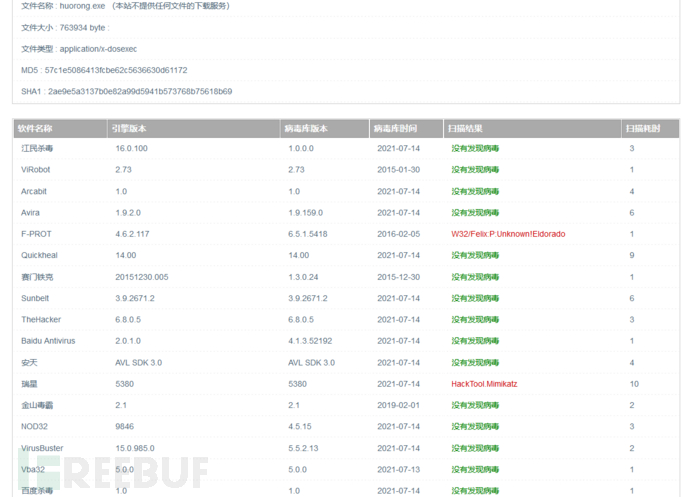 文件名称 : huorong.exe （本站不提供任何文件的下载服务）
文件大小 : 763934 byte :
文件类型 : application/x-dosexec
MD5 : 57c1e5086413fcbe62c5636630d61172
SHA1 : 2ae9e5a3137b0e82a99d5941b573768b75618b69
软件名称 引擎版本 病毒库版本 病毒库时间 扫描结果 扫描耗时
江民杀毒 16.0.100 1.0.0.0 2021-07-14 没有发现病毒 3
ViRobot 2.73 2.73 2015-01-30 没有发现病毒 1
Arcabit 1.0 1.0 2021-07-14 没有发现病毒 4
Avira 1.9.2.0 1.9.159.0 2021-07-14 没有发现病毒 6
F-PROT 4.6.2.117 6.5.1.5418 2016-02-05 W32/Felix:P:Unknown!Eldorado 1
Quickheal 14.00 14.00 2021-07-14 没有发现病毒 9
赛门铁克 20151230.005 1.3.0.24 2015-12-30 没有发现病毒 1
Sunbelt 3.9.2671.2 3.9.2671.2 2021-07-14 没有发现病毒 6
TheHacker 6.8.0.5 6.8.0.5 2021-07-14 没有发现病毒 3
Baidu Antivirus 2.0.1.0 4.1.3.52192 2021-07-14 没有发现病毒 1
安天 AVL SDK 3.0 AVL SDK 3.0 2021-07-14 没有发现病毒 4
瑞星 5380 5380 2021-07-14 HackTool.Mimikatz 10
金山毒霸 2.1 2.1 2019-02-01 没有发现病毒 2
NOD32 9846 4.5.15 2021-07-14 没有发现病毒 3
VirusBuster 15.0.985.0 5.5.2.13 2021-07-14 没有发现病毒 2
Vba32 5.0.0 5.0.0 2021-07-13 没有发现病毒 1
百度杀毒 1.0 1.0 2021-07-14 没有发现病毒 1
FREEBUF